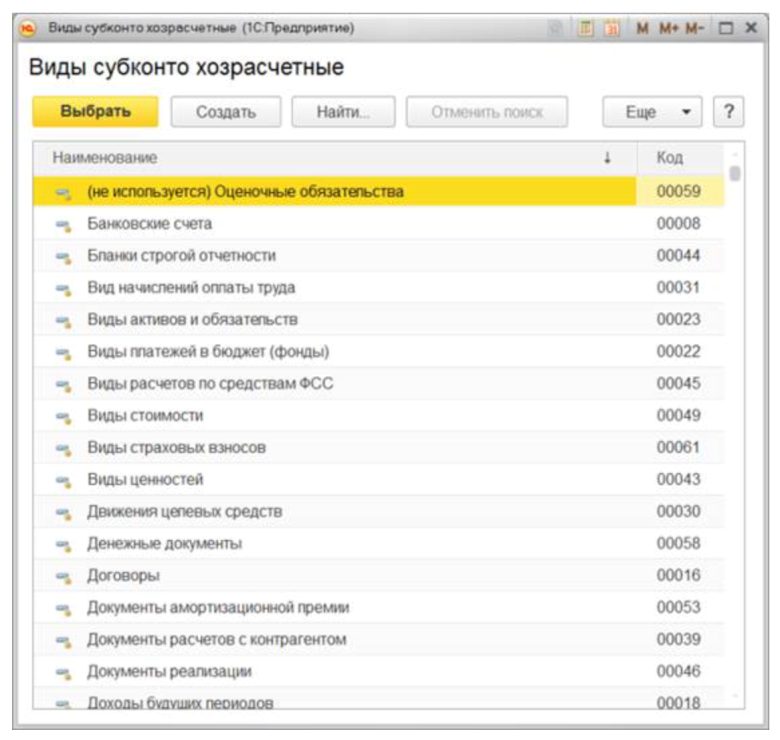 Виды субконто хозрасчетные (1С:Предприятие) 31 M M+ M-
Виды субконто хозрасчетные
Выбрать Создать Найти... Отменить поиск Еще ?
Наименование ↓ Код
(не используется) Оценочные обязательства 00059
Банковские счета 00008
Бланки строгой отчетности 00044
Вид начислений оплаты труда 00031
Виды активов и обязательств 00023
Виды платежей в бюджет (фонды) 00022
Виды расчетов по средствам ФСС 00045
Виды стоимости 00049
Виды страховых взносов 00061
Виды ценностей 00043
Движения целевых средств 00030
Денежные документы 00058
Договоры 00016
Документы амортизационной премии 00053
Документы расчетов с контрагентом 00039
Документы реализации 00046
Доходы будущих периодов 00018